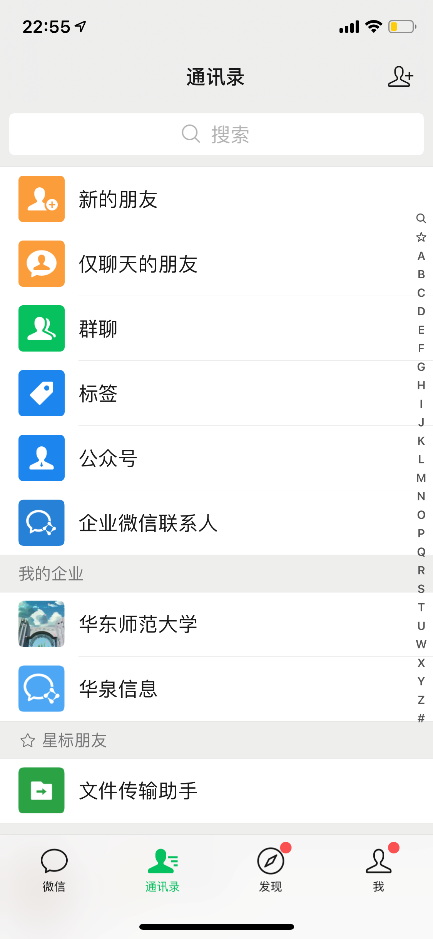 22:55
通讯录
搜索
新的朋友
仅聊天的朋友
群聊
标签
公众号
企业微信联系人
我的企业
华东师范大学
华泉信息
星标朋友
文件传输助手
A
B
C
D
E
F
G
H
I
J
K
L
M
N
O
P
Q
R
S
T
U
W
X
Y
Z
#
微信
通讯录
发现
我